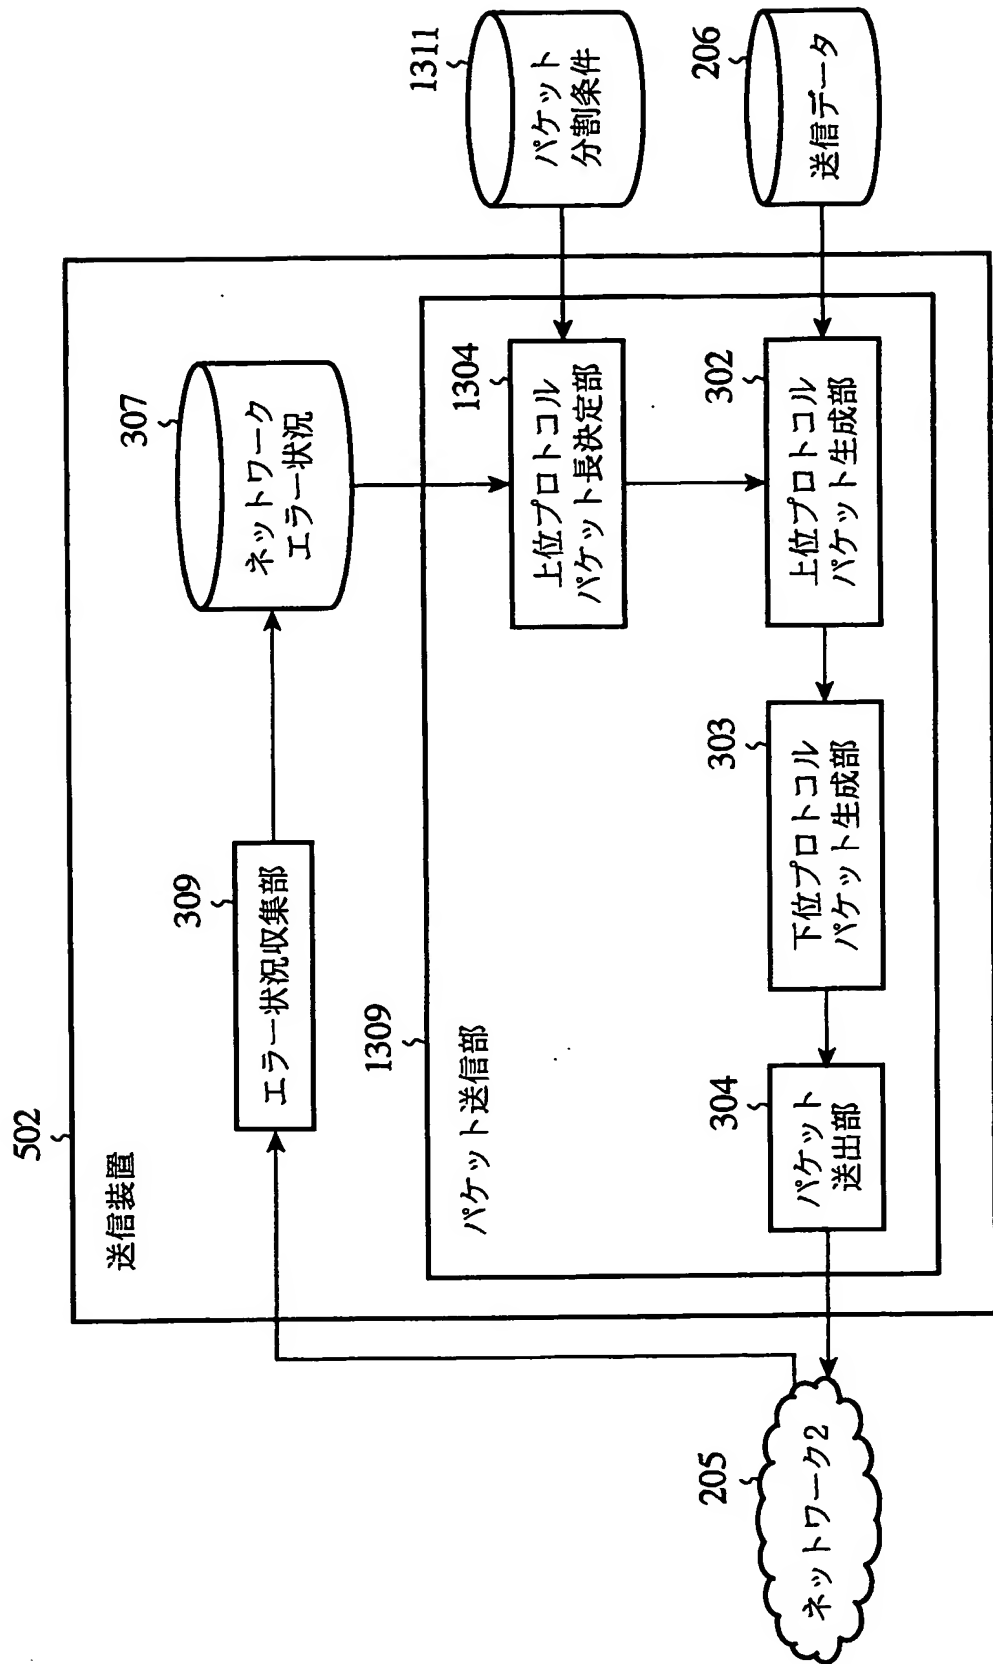 502
送信装置
309
エラー状況収集部
307
ネットワーク
エラー状況
1311
パケット
分割条件
206
送信データ
1309
パケット送信部
1304
上位プロトコル
パケット長決定部
302
上位プロトコル
パケット生成部
303
下位プロトコル
パケット生成部
304
パケット
送出部
205
ネットワーク2